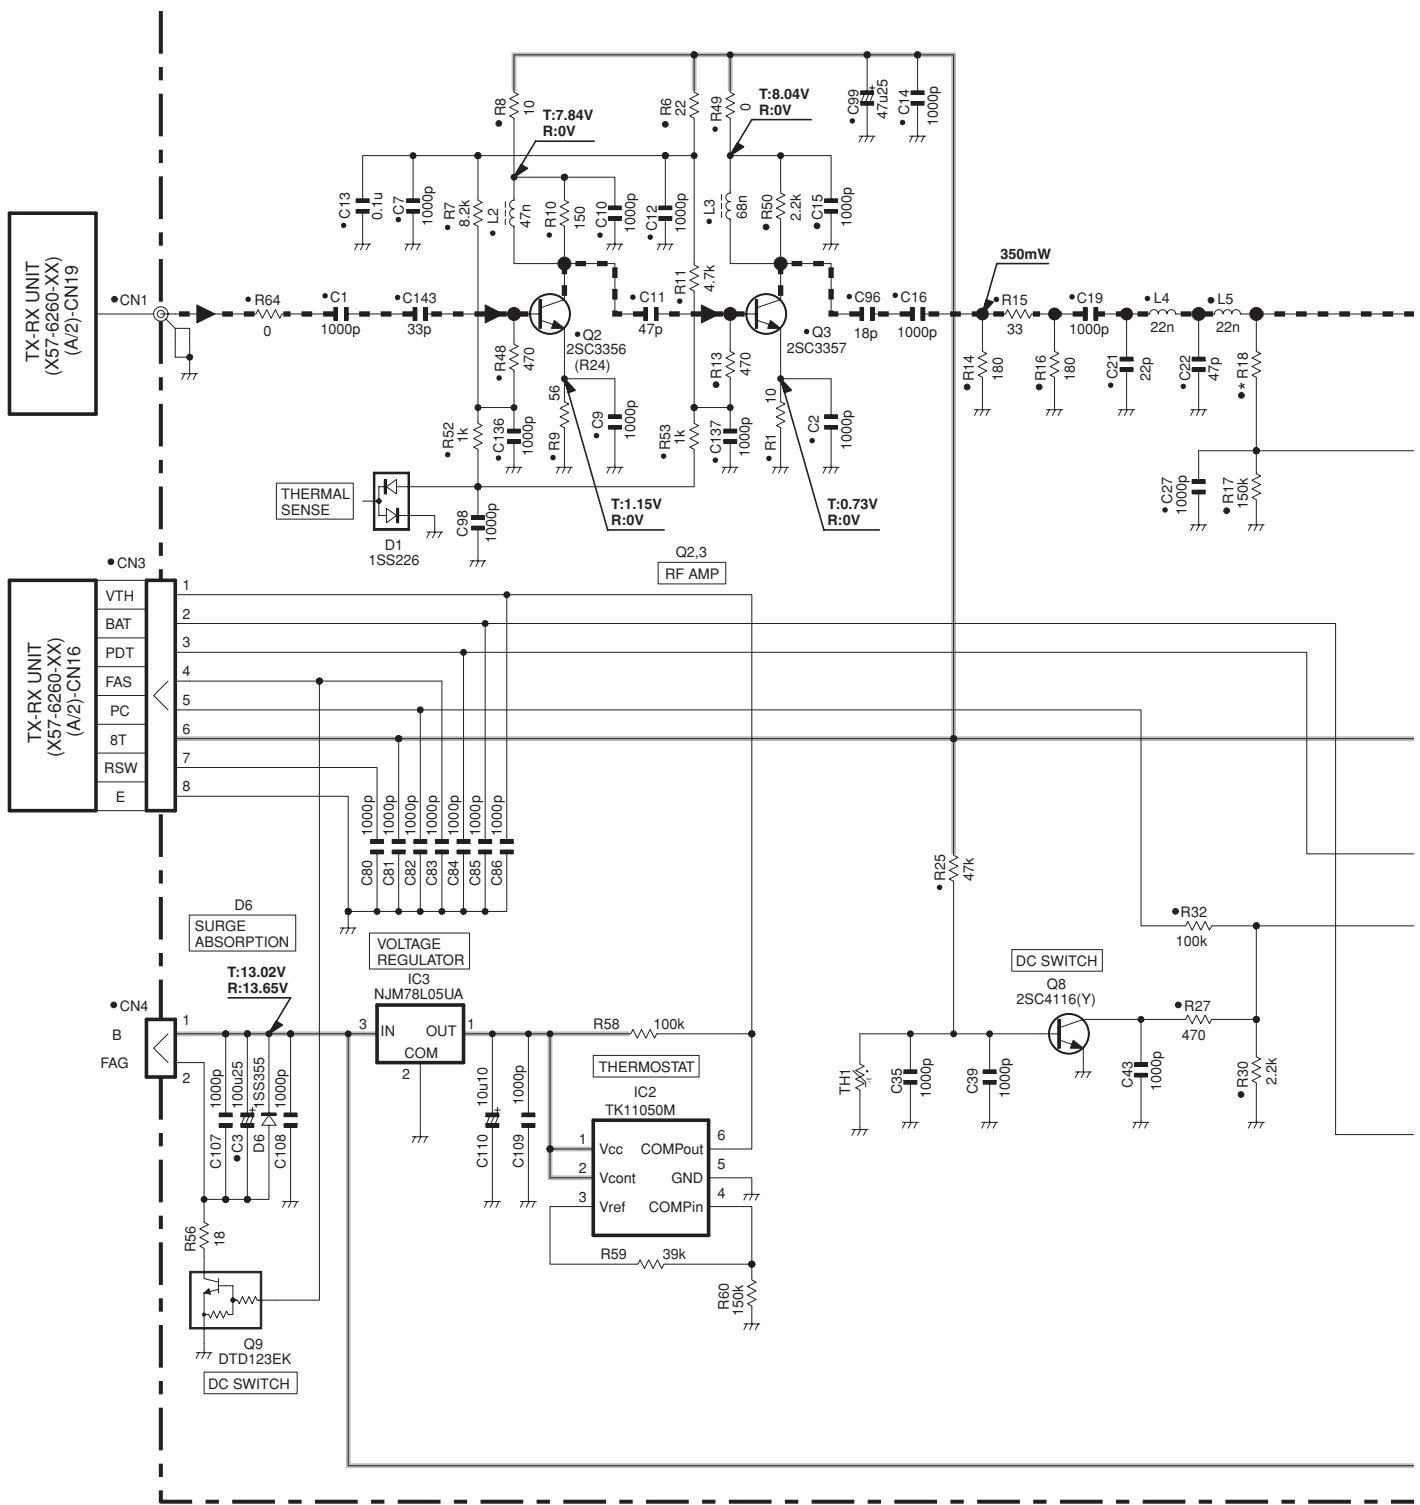 TX-RX UNIT
(X57-6260-XX)
(A/2)-CN19
•CN1
•R64
0
•C1
1000p
•C143
33p
•C13
0.1u
•C7
1000p
•R7
8.2k
•R8
10
T:7.84V
R:0V
•L2
47n
•R10
150
•C10
1000p
•C12
1000p
•R6
22
•R49
0
T:8.04V
R:0V
•L3
68n
•R50
2.2k
•C15
1000p
•C99
47u25
+
•C14
1000p
•R11
4.7k
•C11
47p
•Q2
2SC3356
(R24)
•Q3
2SC3357
•C96
18p
•C16
1000p
350mW
•R15
33
•C19
1000p
•L4
22n
•L5
22n
•R14
180
•R16
180
•C21
22p
•C22
47p
•*R18
•R48
470
•R52
1k
•C136
1000p
56
•R9
•C9
1000p
•R13
470
•R53
1k
•C137
1000p
10
•R1
•C2
1000p
•C27
1000p
•R17
150k
THERMAL
SENSE
D1
1SS226
C98
1000p
T:1.15V
R:0V
T:0.73V
R:0V
Q2,3
RF AMP
•CN3
TX-RX UNIT
(X57-6260-XX)
(A/2)-CN16
VTH 1
BAT 2
PDT 3
FAS 4
PC 5
8T 6
RSW 7
E 8
C80 1000p
C81 1000p
C82 1000p
C83 1000p
C84 1000p
C85 1000p
C86 1000p
•R25
47k
•R32
100k
D6
SURGE
ABSORPTION
T:13.02V
R:13.65V
VOLTAGE
REGULATOR
IC3
NJM78L05UA
3 IN OUT 1
COM
2
•CN4
B 1
FAG 2
C107 1000p
•C3 100u25
+
D6 1SS355
C108 1000p
C110 10u10
+
C109 1000p
R58 100k
THERMOSTAT
IC2
TK11050M
1 Vcc COMPout 6
2 Vcont GND 5
3 Vref COMPin 4
R59 39k
R60
150k
DC SWITCH
Q8
2SC4116(Y)
•R27
470
TH1
C35
1000p
C39
1000p
C43
1000p
•R30
2.2k
R56
18
Q9
DTD123EK
DC SWITCH